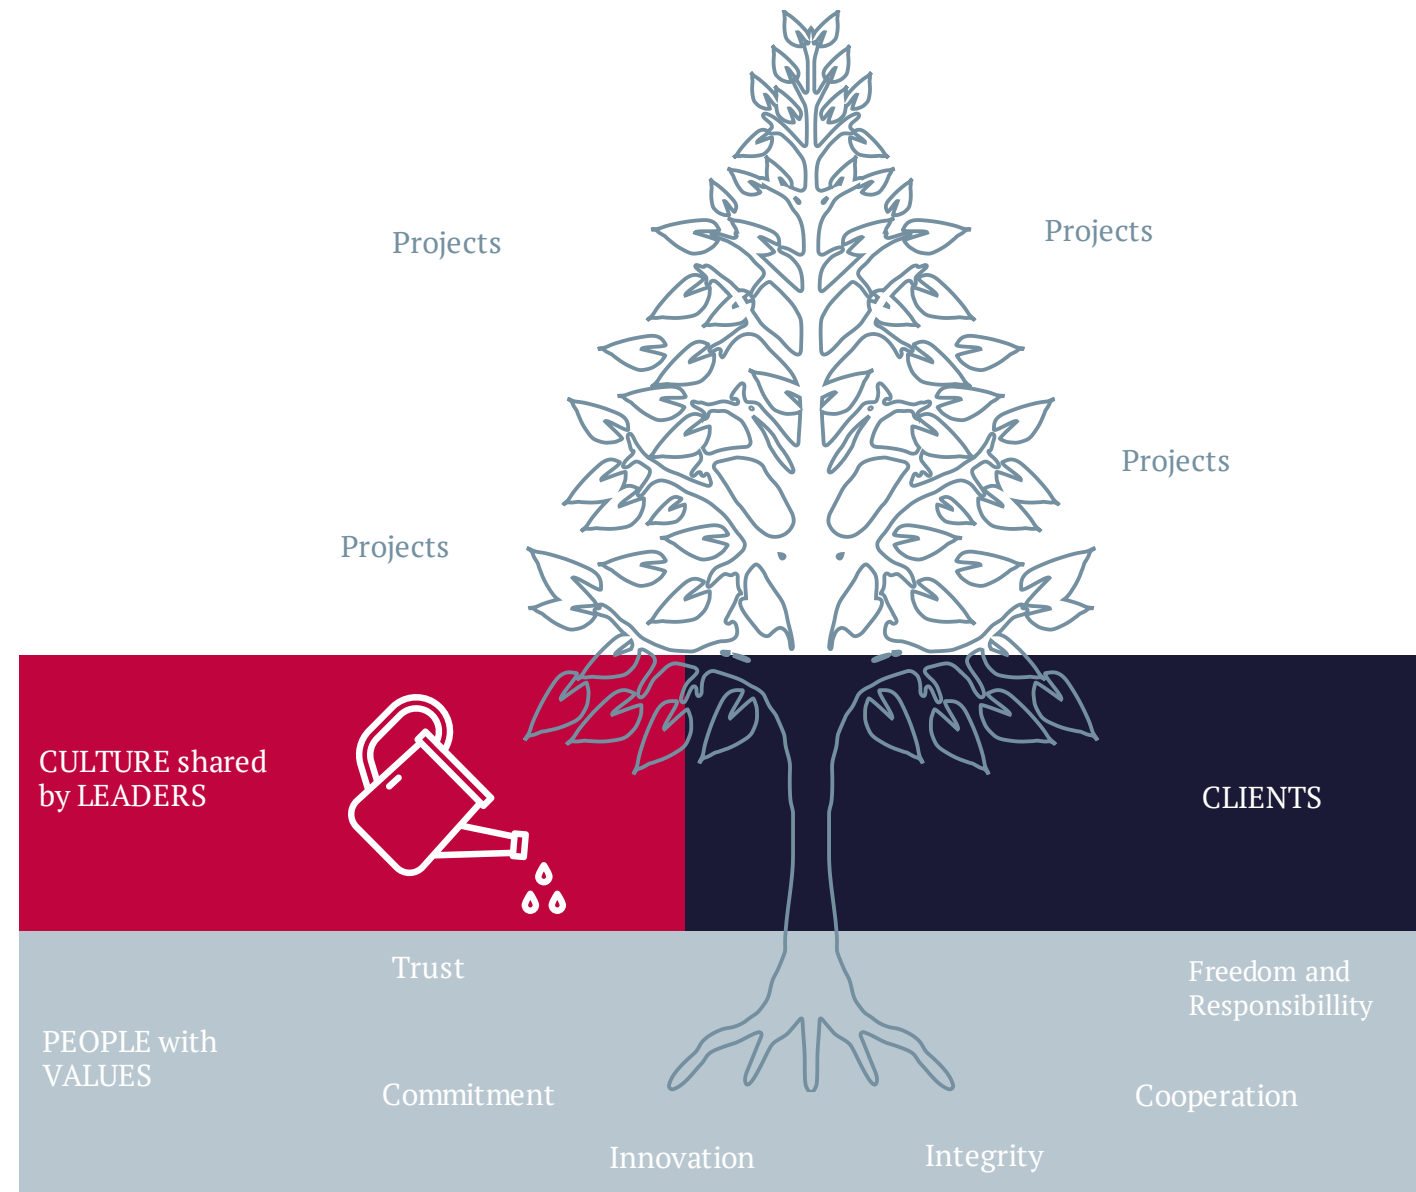 Projects
Projects
Projects
Projects
CULTURE shared
by LEADERS
CLIENTS
Trust
Freedom and
Responsibillity
PEOPLE with
VALUES
Commitment
Cooperation
Innovation
Integrity